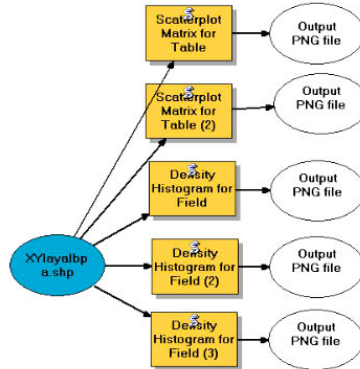 Scatterplot
Matrix for
Table
Output
PNG file
Scatterplot
Matrix for
Table (2)
Output
PNG file
Density
Histogram for
Field
Output
PNG file
XYlayalbp
a.shp
Density
Histogram for
Field (2)
Output
PNG file
Density
Histogram for
Field (3)
Output
PNG file